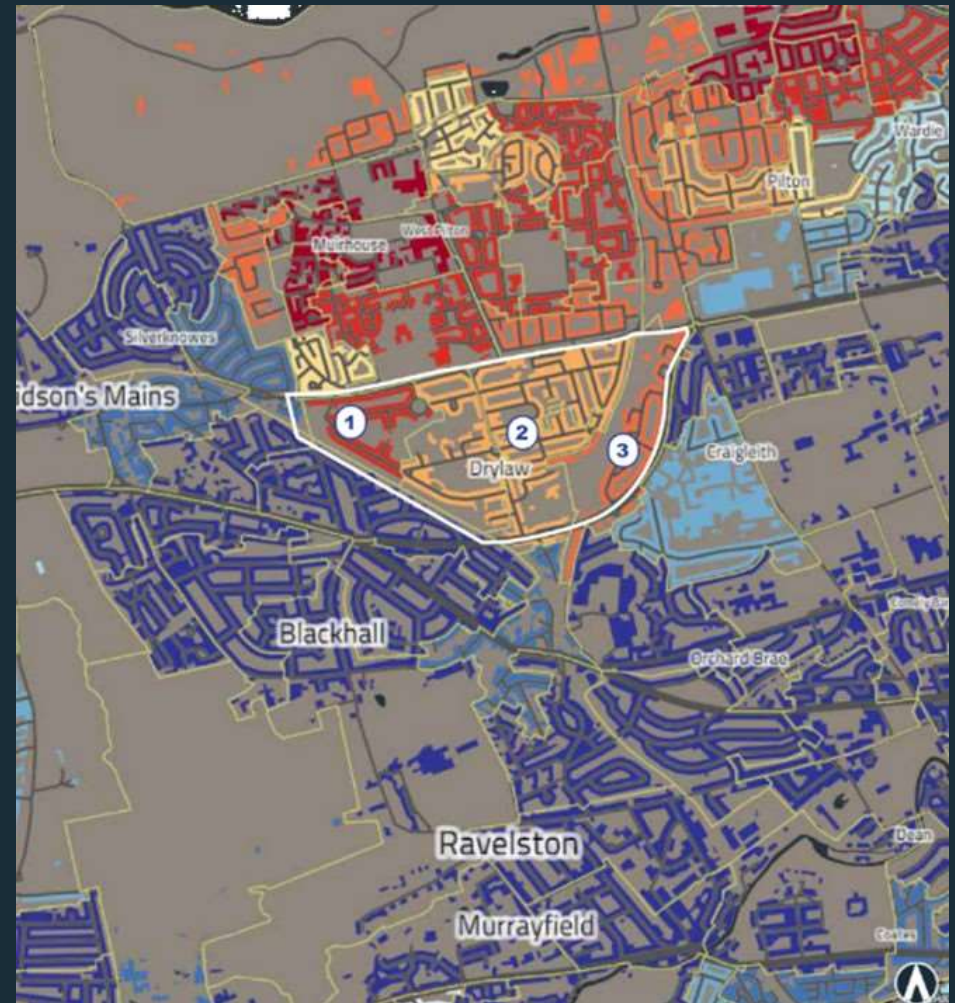 Wardie
Pilton
West Pilton
Muirhouse
Silverknowes
idson's Mains
1
2
3
Craigleith
Drylaw
Blackhall
Orchard Brae
Ravelston
Dean
Murrayfield
Coates